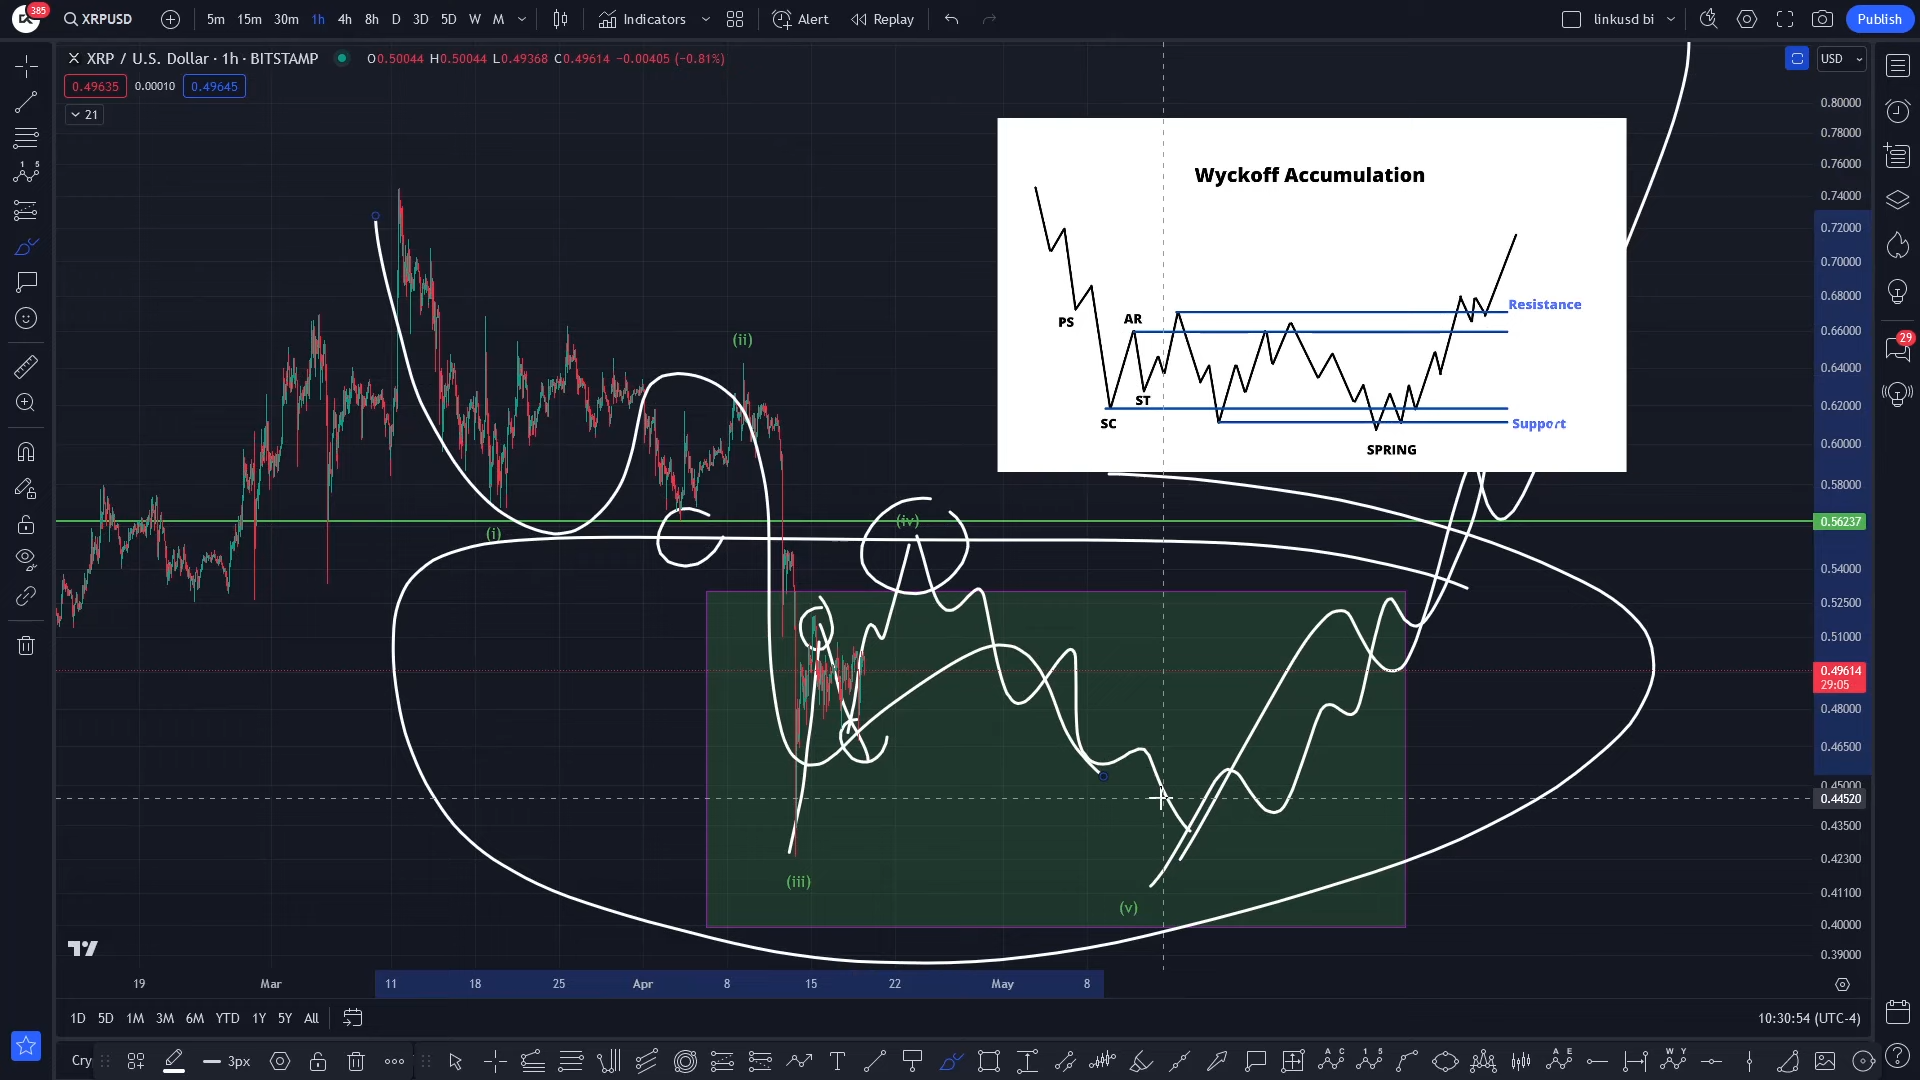 385
XRPUSD
5m 15m 30m 1h 4h 8h D 3D 5D W M
Indicators
Alert
Replay
linkusd bi
Publish
XRP / U.S. Dollar · 1h · BITSTAMP
O0.50044 H0.50044 L0.49368 C0.49614 −0.00405 (−0.81%)
USD
0.49635 0.00010 0.49645
21
0.80000
0.78000
0.76000
0.74000
0.72000
0.70000
0.68000
0.66000
0.64000
0.62000
0.60000
0.58000
0.56237
0.54000
0.52500
0.51000
0.49614
29:05
0.48000
0.46500
0.45000
0.44520
0.43500
0.42300
0.41100
0.40000
0.39000
29
Wyckoff Accumulation
Resistance
PS
AR
ST
SC
Support
SPRING
(i)
(ii)
(iii)
(iv)
(v)
19 Mar 11 18 25 Apr 8 15 22 May 8
1D 5D 1M 3M 6M YTD 1Y 5Y All
10:30:54 (UTC-4)
Cry
3px